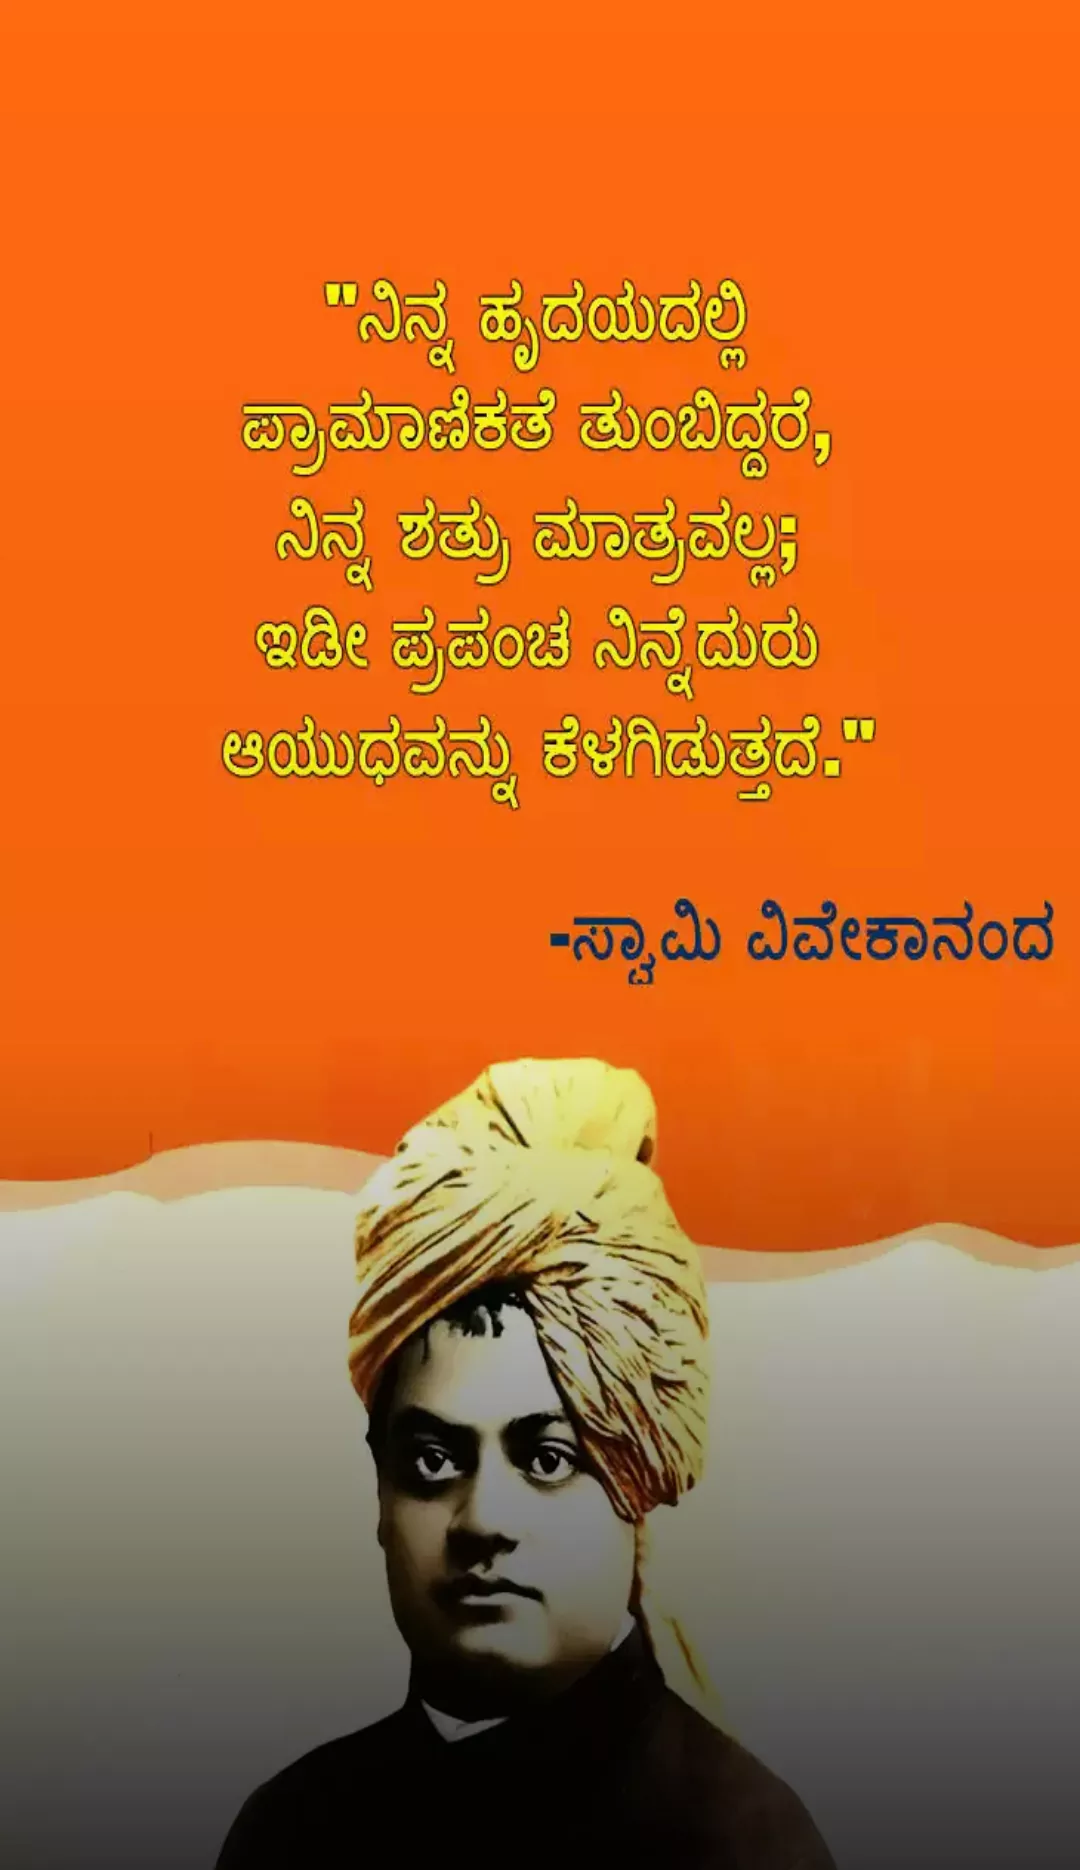 "ನಿನ್ನ ಹೃದಯದಲ್ಲಿ
ಪ್ರಾಮಾಣಿಕತೆ ತುಂಬಿದ್ದರೆ,
ನಿನ್ನ ಶತ್ರು ಮಾತ್ರವಲ್ಲ;
ಇಡೀ ಪ್ರಪಂಚ ನಿನ್ನೆದುರು
ಆಯುಧವನ್ನು ಕೆಳಗಿಡುತ್ತದೆ."
-ಸ್ವಾಮಿ ವಿವೇಕಾನಂದ